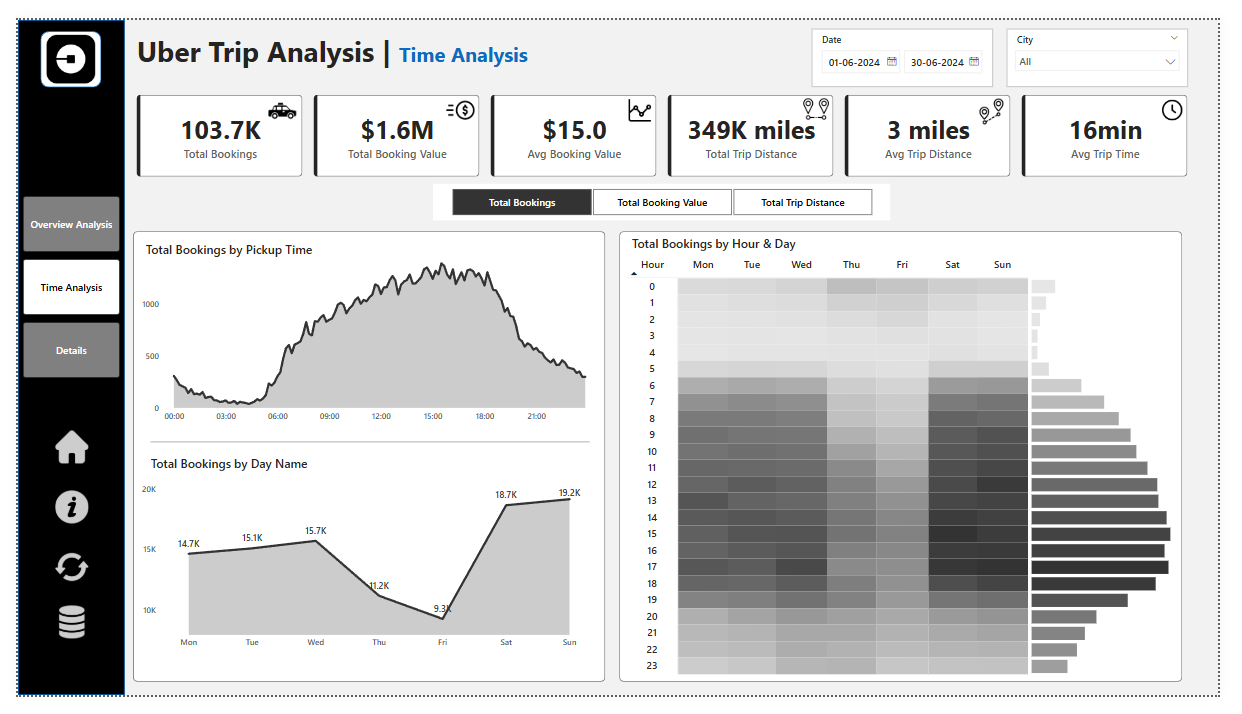 Uber Trip Analysis | Time Analysis
Date
01-06-2024 30-06-2024
City
All
103.7K
Total Bookings
$1.6M
Total Booking Value
$15.0
Avg Booking Value
349K miles
Total Trip Distance
3 miles
Avg Trip Distance
16min
Avg Trip Time
Total Bookings Total Booking Value Total Trip Distance
Overview Analysis
Time Analysis
Details
Total Bookings by Pickup Time
1000
500
0
00:00 03:00 06:00 09:00 12:00 15:00 18:00 21:00
Total Bookings by Day Name
20K
15K
10K
14.7K 15.1K 15.7K 11.2K 9.3K 18.7K 19.2K
Mon Tue Wed Thu Fri Sat Sun
Total Bookings by Hour & Day
Hour Mon Tue Wed Thu Fri Sat Sun
0
1
2
3
4
5
6
7
8
9
10
11
12
13
14
15
16
17
18
19
20
21
22
23